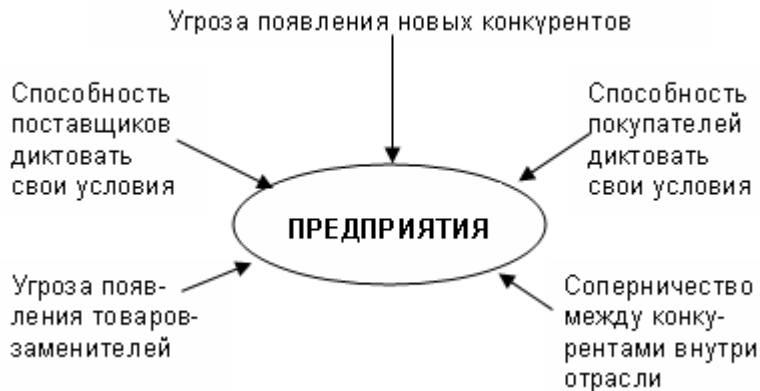 Угроза появления новых конкурентов
Способность
поставщиков
диктовать
свои условия
Способность
покупателей
диктовать
свои условия
ПРЕДПРИЯТИЯ
Угроза появ-
ления товаров-
заменителей
Соперничество
между конку-
рентами внутри
отрасли